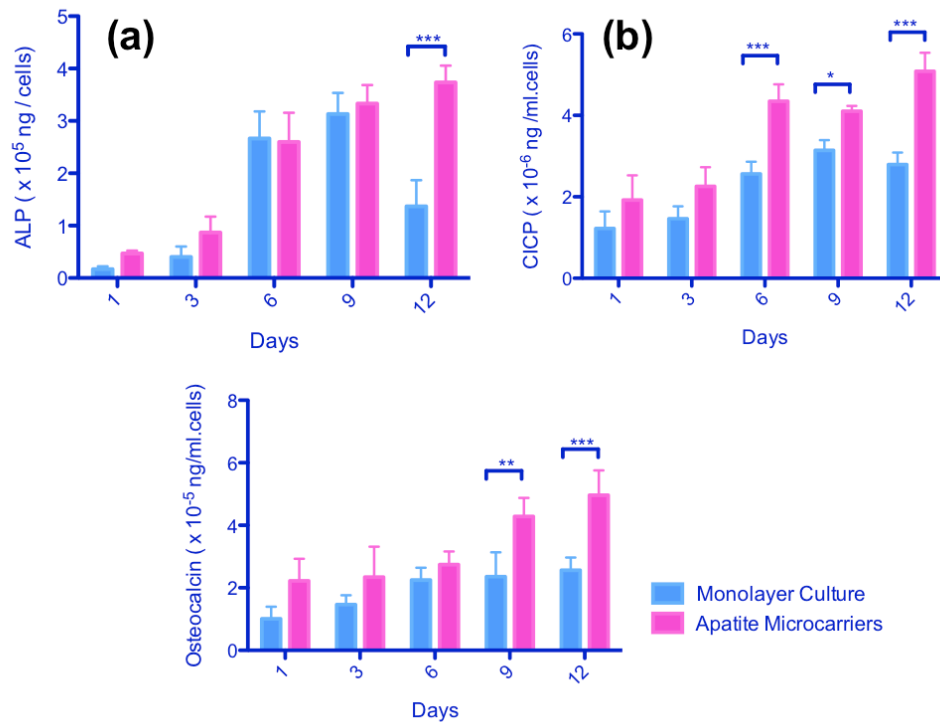 (a)
ALP ( x 10⁵ ng / cells)
5
4
3
2
1
0
***
1 3 6 9 12
Days
(b)
CICP ( x 10⁻⁶ ng /ml.cells)
6
4
2
0
***
*
***
1 3 6 9 12
Days
Osteocalcin ( x 10⁻⁵ ng/ml.cells)
8
6
4
2
0
**
***
1 3 6 9 12
Days
Monolayer Culture
Apatite Microcarriers